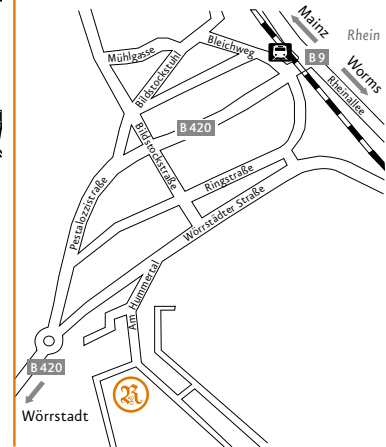 Mainz
Rhein
Bleichweg
Mühlgasse
B 9
Worms
Bildstockstuhl
Rheinallee
B 420
Bildstockstraße
Ringstraße
Pestalozzistraße
Wörrstädter Straße
Am Hummertal
B 420
R
Wörrstadt